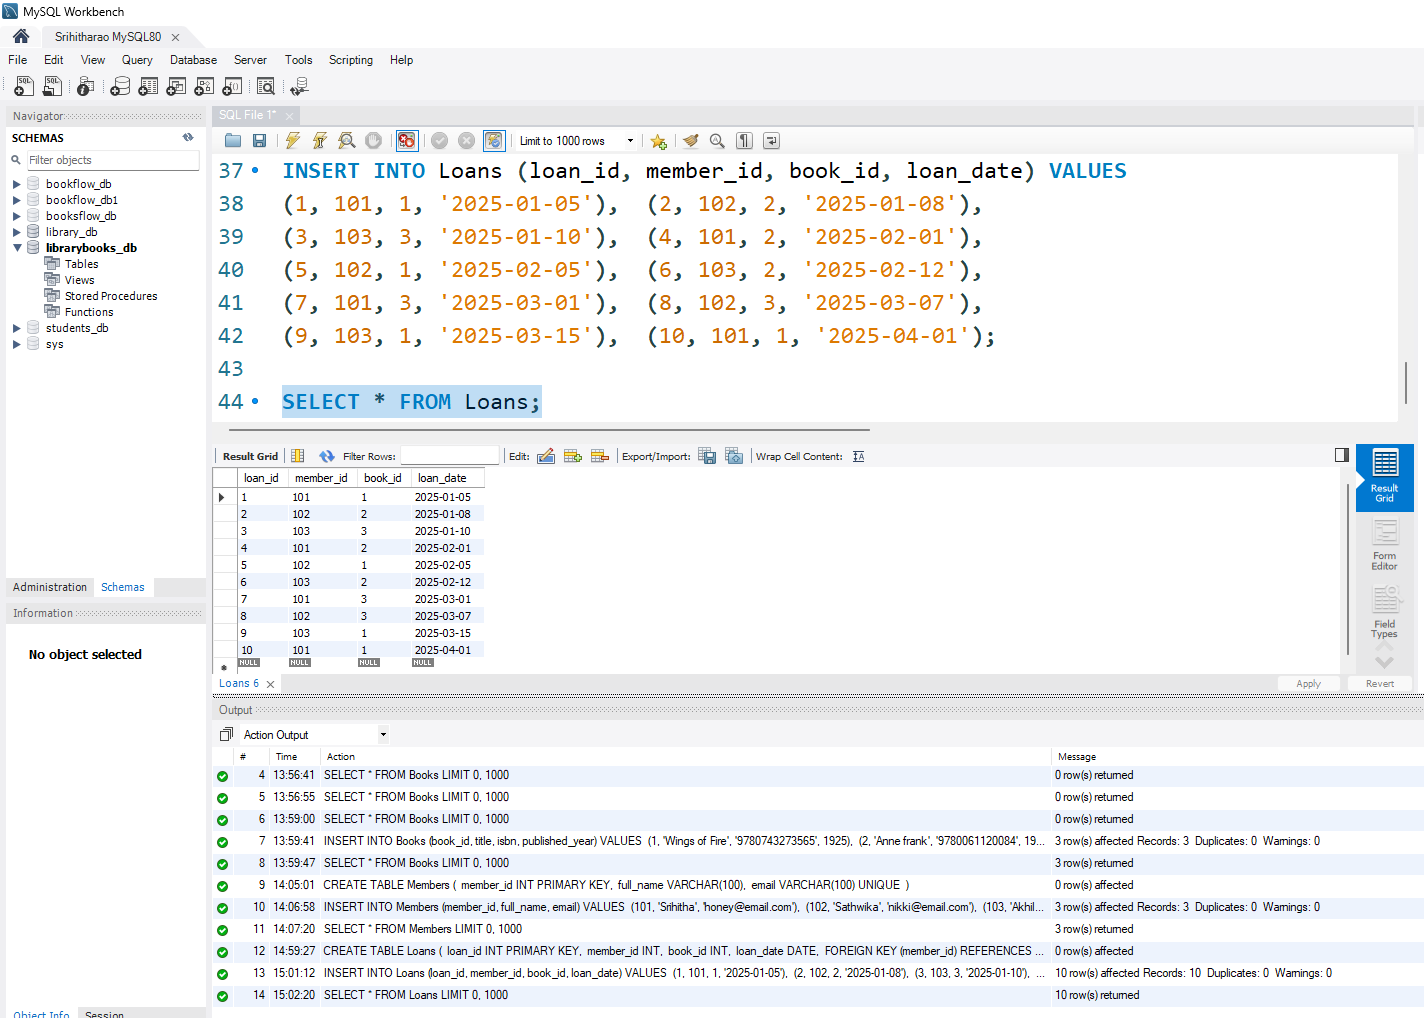 MySQL Workbench
Srihitharao MySQL80
File Edit View Query Database Server Tools Scripting Help
Navigator
SCHEMAS
Filter objects
bookflow_db
bookflow_db1
booksflow_db
library_db
librarybooks_db
Tables
Views
Stored Procedures
Functions
students_db
sys
Administration Schemas
Information
No object selected
Object Info Session
SQL File 1*
Limit to 1000 rows
37 INSERT INTO Loans (loan_id, member_id, book_id, loan_date) VALUES
38 (1, 101, 1, '2025-01-05'), (2, 102, 2, '2025-01-08'),
39 (3, 103, 3, '2025-01-10'), (4, 101, 2, '2025-02-01'),
40 (5, 102, 1, '2025-02-05'), (6, 103, 2, '2025-02-12'),
41 (7, 101, 3, '2025-03-01'), (8, 102, 3, '2025-03-07'),
42 (9, 103, 1, '2025-03-15'), (10, 101, 1, '2025-04-01');
43
44 SELECT * FROM Loans;
Result Grid Filter Rows: Edit: Export/Import: Wrap Cell Content:
loan_id member_id book_id loan_date
1 101 1 2025-01-05
2 102 2 2025-01-08
3 103 3 2025-01-10
4 101 2 2025-02-01
5 102 1 2025-02-05
6 103 2 2025-02-12
7 101 3 2025-03-01
8 102 3 2025-03-07
9 103 1 2025-03-15
10 101 1 2025-04-01
NULL NULL NULL NULL
Result
Grid
Form
Editor
Field
Types
Loans 6
Apply Revert
Output
Action Output
# Time Action Message
4 13:56:41 SELECT * FROM Books LIMIT 0, 1000 0 row(s) returned
5 13:56:55 SELECT * FROM Books LIMIT 0, 1000 0 row(s) returned
6 13:59:00 SELECT * FROM Books LIMIT 0, 1000 0 row(s) returned
7 13:59:41 INSERT INTO Books (book_id, title, isbn, published_year) VALUES (1, 'Wings of Fire', '9780743273565', 1925), (2, 'Anne frank', '9780061120084', 19... 3 row(s) affected Records: 3 Duplicates: 0 Warnings: 0
8 13:59:47 SELECT * FROM Books LIMIT 0, 1000 3 row(s) returned
9 14:05:01 CREATE TABLE Members ( member_id INT PRIMARY KEY, full_name VARCHAR(100), email VARCHAR(100) UNIQUE ) 0 row(s) affected
10 14:06:58 INSERT INTO Members (member_id, full_name, email) VALUES (101, 'Srihitha', 'honey@email.com'), (102, 'Sathwika', 'nikki@email.com'), (103, 'Akhil... 3 row(s) affected Records: 3 Duplicates: 0 Warnings: 0
11 14:07:20 SELECT * FROM Members LIMIT 0, 1000 3 row(s) returned
12 14:59:27 CREATE TABLE Loans ( loan_id INT PRIMARY KEY, member_id INT, book_id INT, loan_date DATE, FOREIGN KEY (member_id) REFERENCES ... 0 row(s) affected
13 15:01:12 INSERT INTO Loans (loan_id, member_id, book_id, loan_date) VALUES (1, 101, 1, '2025-01-05'), (2, 102, 2, '2025-01-08'), (3, 103, 3, '2025-01-10'), ... 10 row(s) affected Records: 10 Duplicates: 0 Warnings: 0
14 15:02:20 SELECT * FROM Loans LIMIT 0, 1000 10 row(s) returned